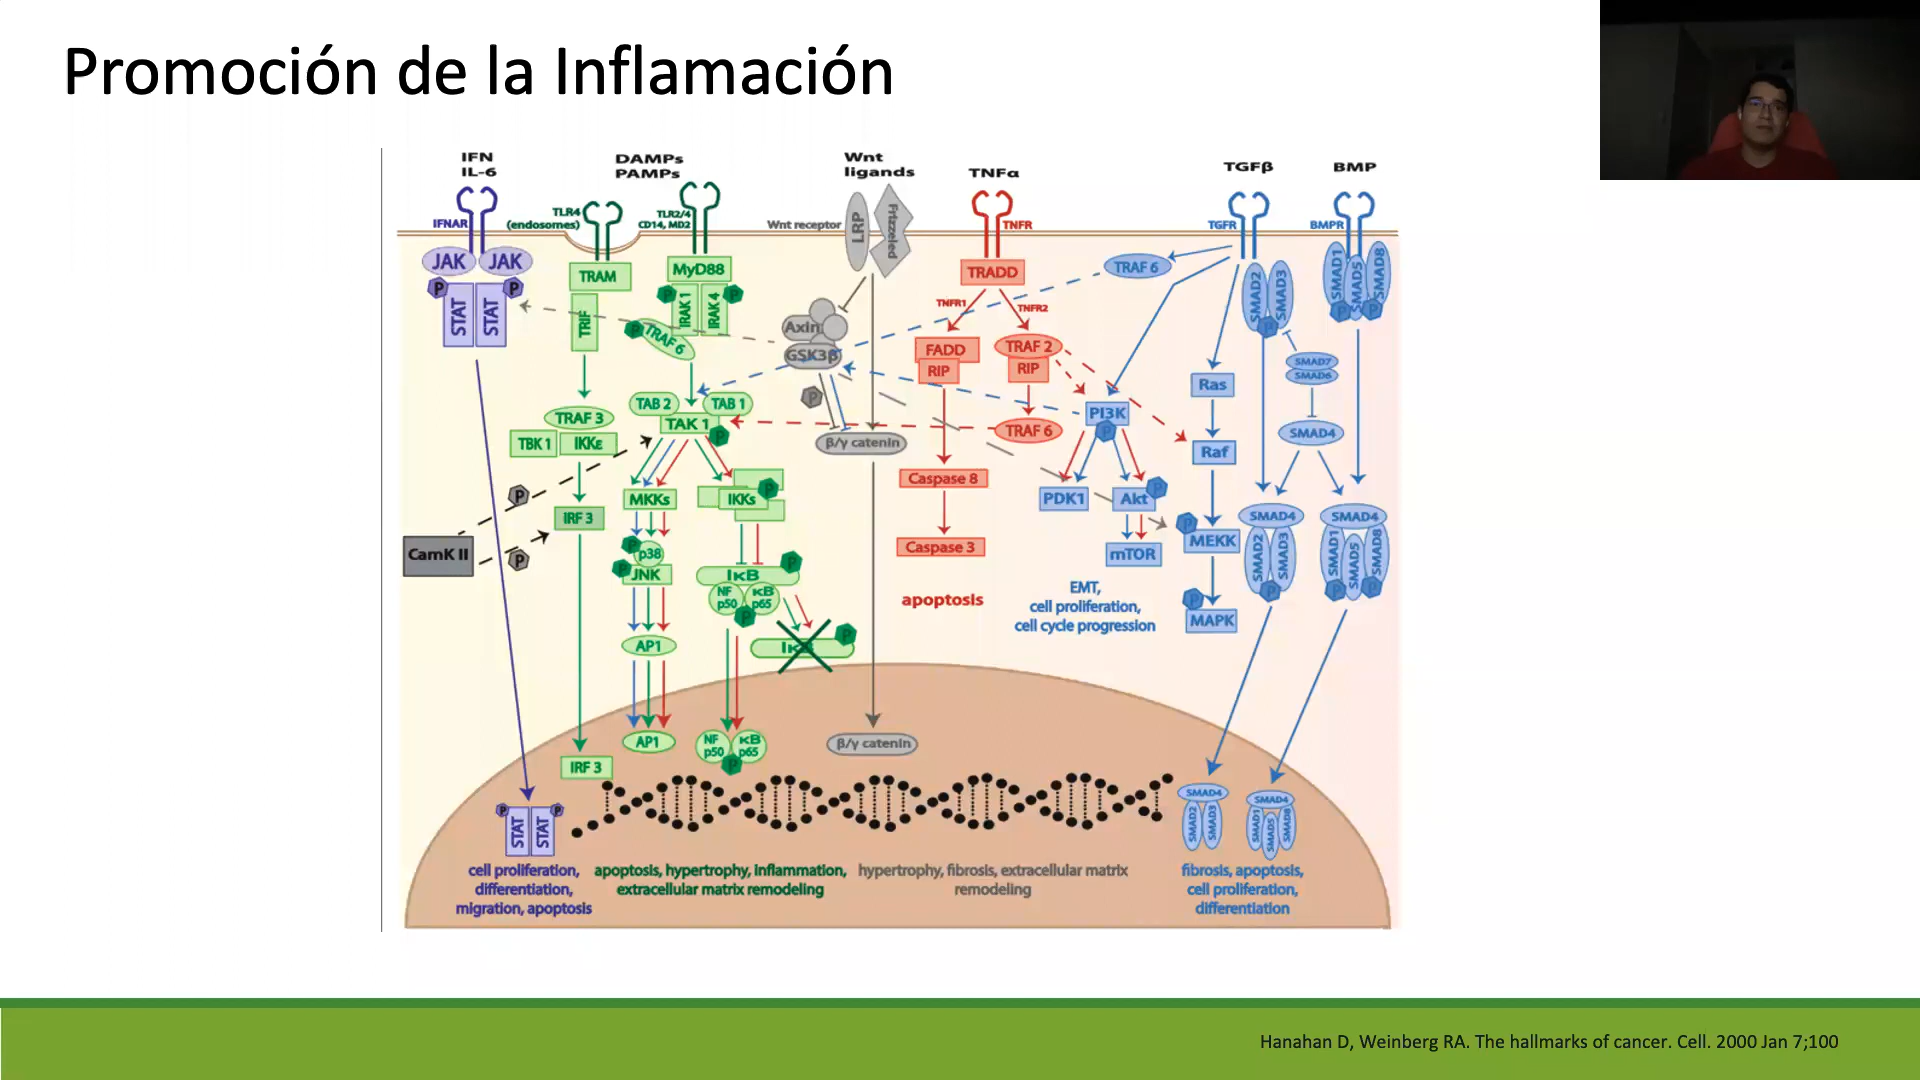 Promoción de la Inflamación
IFN
IL-6
DAMPs
PAMPs
Wnt
ligands
TNFα
TGFβ
BMP
IFNAR
TLR4
(endosomes)
TLR2/4
CD14, MD2
Wnt receptor
LRP
Frizzeled
TNFR
TGFR
BMPR
JAK
JAK
P
P
STAT
STAT
TRAM
TRIF
MyD88
P
IRAK 1
IRAK 4
P
P
TRAF 6
Axin
GSK3β
P
TRADD
TNFR1
TNFR2
FADD
RIP
TRAF 2
RIP
TRAF 6
TRAF 6
SMAD2
SMAD3
P
SMAD1
SMAD5
SMAD8
P
P
SMAD7
SMAD6
SMAD4
Ras
Raf
PI3K
P
TRAF 3
TBK 1
IKKε
TAB 2
TAB 1
TAK 1
P
β/γ catenin
Caspase 8
Caspase 3
apoptosis
PDK1
Akt
P
mTOR
P
MEKK
P
MAPK
EMT,
cell proliferation,
cell cycle progression
CamK II
P
P
IRF 3
MKKs
IKKs
P
P
p38
P
JNK
AP1
IκB
P
NF κB
p50 p65
P
IκB
P
SMAD4
SMAD2
SMAD3
P
SMAD4
SMAD1
SMAD5
SMAD8
P
P
IRF 3
AP1
NF κB
p50 p65
P
β/γ catenin
P
P
STAT
STAT
SMAD4
SMAD2
SMAD3
SMAD4
SMAD1
SMAD5
SMAD8
cell proliferation,
differentiation,
migration, apoptosis
apoptosis, hypertrophy, inflammation,
extracellular matrix remodeling
hypertrophy, fibrosis, extracellular matrix
remodeling
fibrosis, apoptosis,
cell proliferation,
differentiation
Hanahan D, Weinberg RA. The hallmarks of cancer. Cell. 2000 Jan 7;100